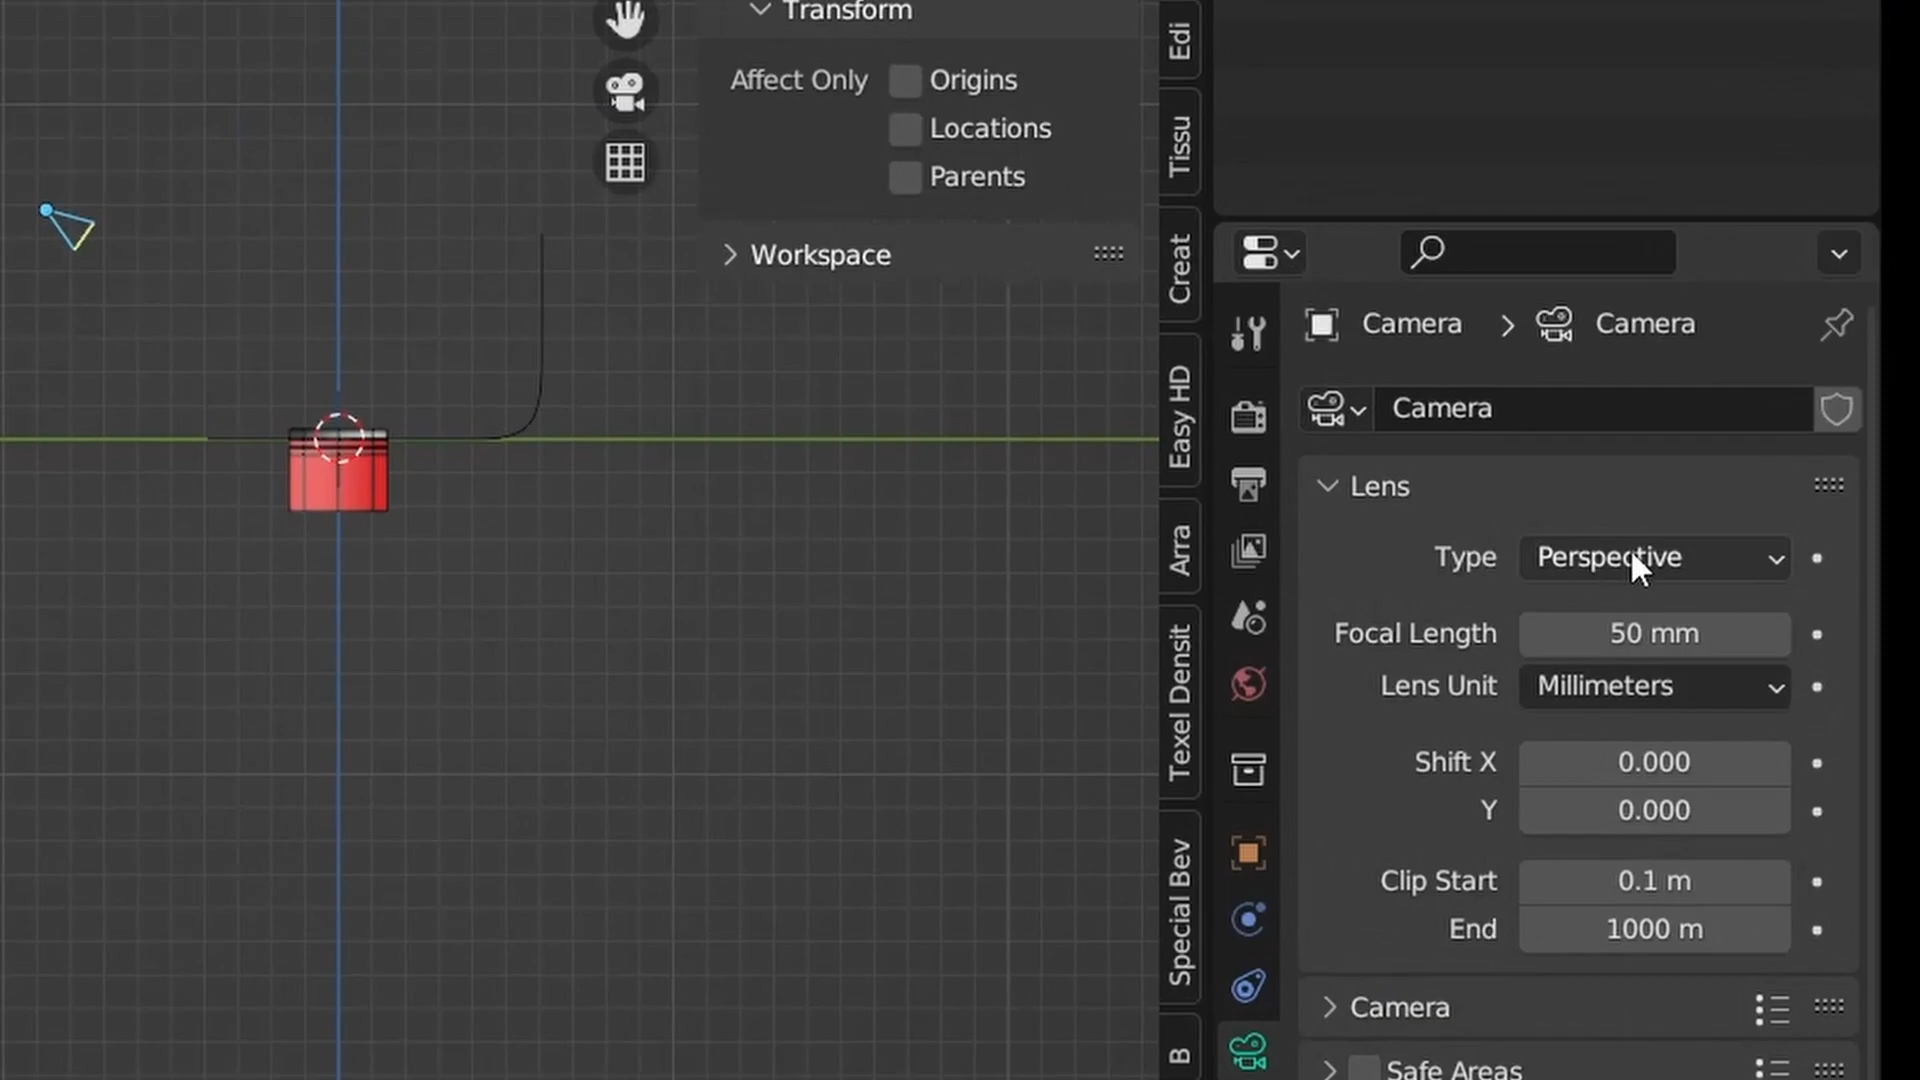 Transform
Affect Only Origins
Locations
Parents
Workspace
Edi
Tissu
Creat
Easy HD
Arra
Texel Densit
Special Bev
B
Camera > Camera
Camera
Lens
Type Perspective
Focal Length 50 mm
Lens Unit Millimeters
Shift X 0.000
Y 0.000
Clip Start 0.1 m
End 1000 m
Camera
Safe Areas